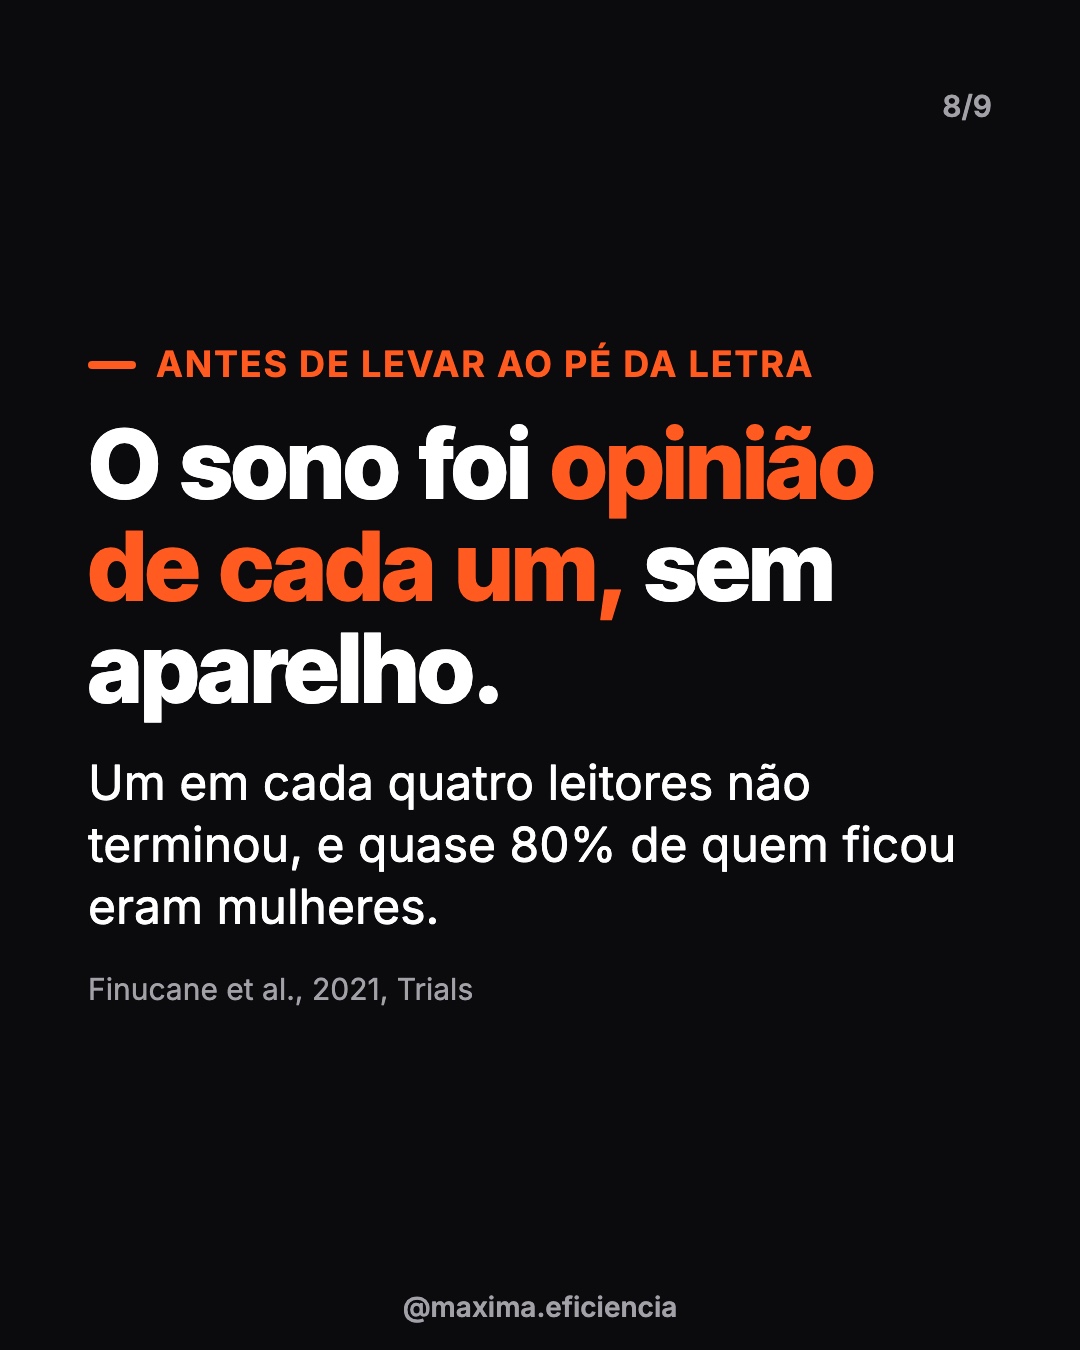 8/9
ANTES DE LEVAR AO PÉ DA LETRA
O sono foi opinião
de cada um, sem
aparelho.
Um em cada quatro leitores não
terminou, e quase 80% de quem ficou
eram mulheres.
Finucane et al., 2021, Trials
@maxima.eficiencia